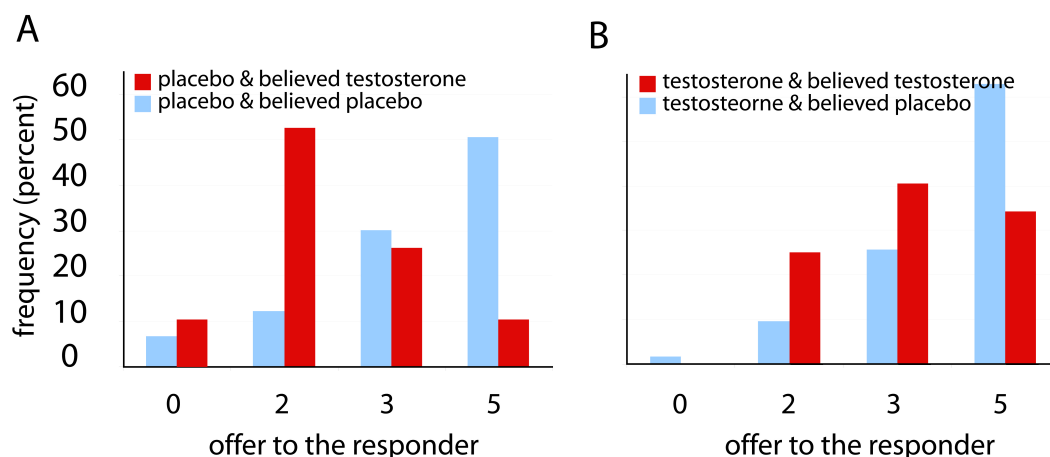 A
placebo & believed testosterone
placebo & believed placebo
frequency (percent)
60
50
40
30
20
10
0
0 2 3 5
offer to the responder
B
testosterone & believed testosterone
testosteorne & believed placebo
0 2 3 5
offer to the responder